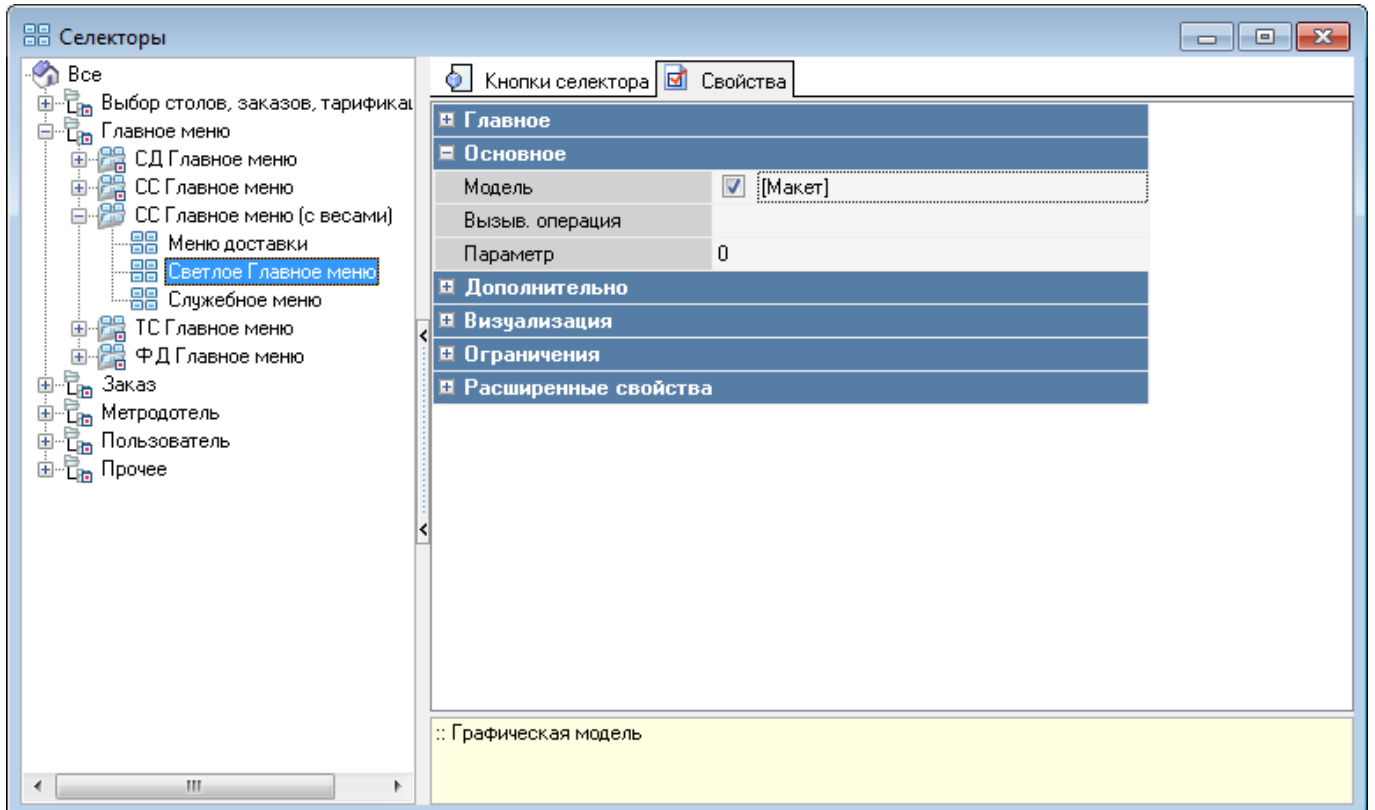 Селекторы
Все
Выбор столов, заказов, тарификац
Главное меню
СД Главное меню
СС Главное меню
СС Главное меню (с весами)
Меню доставки
Светлое Главное меню
Служебное меню
ТС Главное меню
ФД Главное меню
Заказ
Метродотель
Пользователь
Прочее
Кнопки селектора
Свойства
Главное
Основное
Модель [Макет]
Вызыв. операция
Параметр 0
Дополнительно
Визуализация
Ограничения
Расширенные свойства
:: Графическая модель